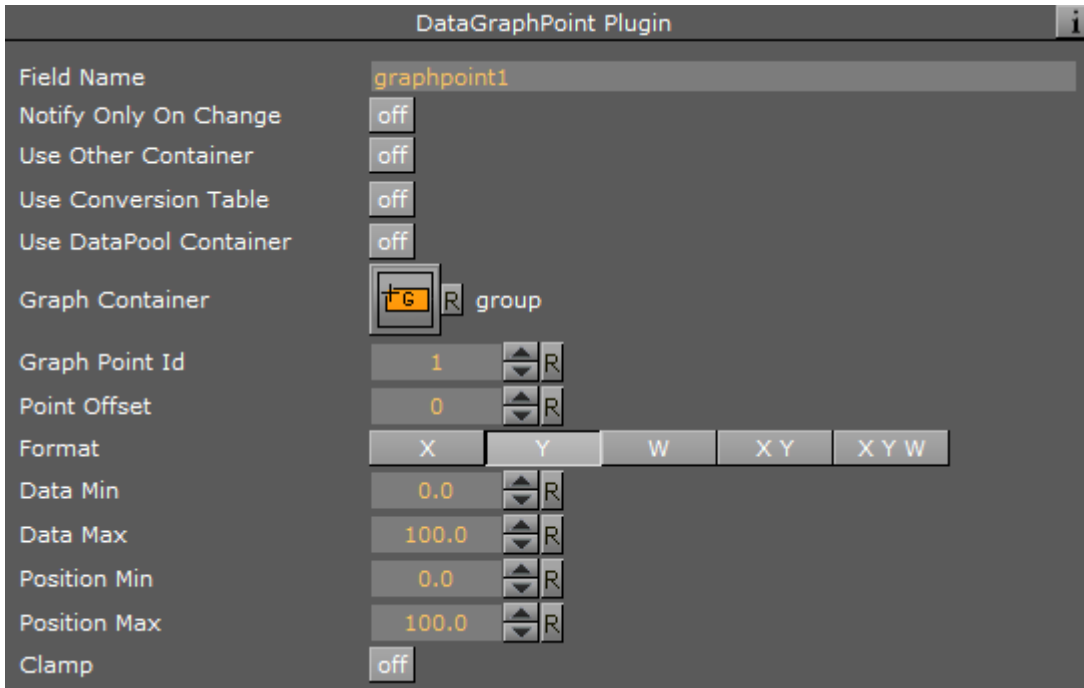 DataGraphPoint Plugin i
Field Name graphpoint1
Notify Only On Change off
Use Other Container off
Use Conversion Table off
Use DataPool Container off
Graph Container G R group
Graph Point Id 1 R
Point Offset 0 R
Format X Y W X Y X Y W
Data Min 0.0 R
Data Max 100.0 R
Position Min 0.0 R
Position Max 100.0 R
Clamp off